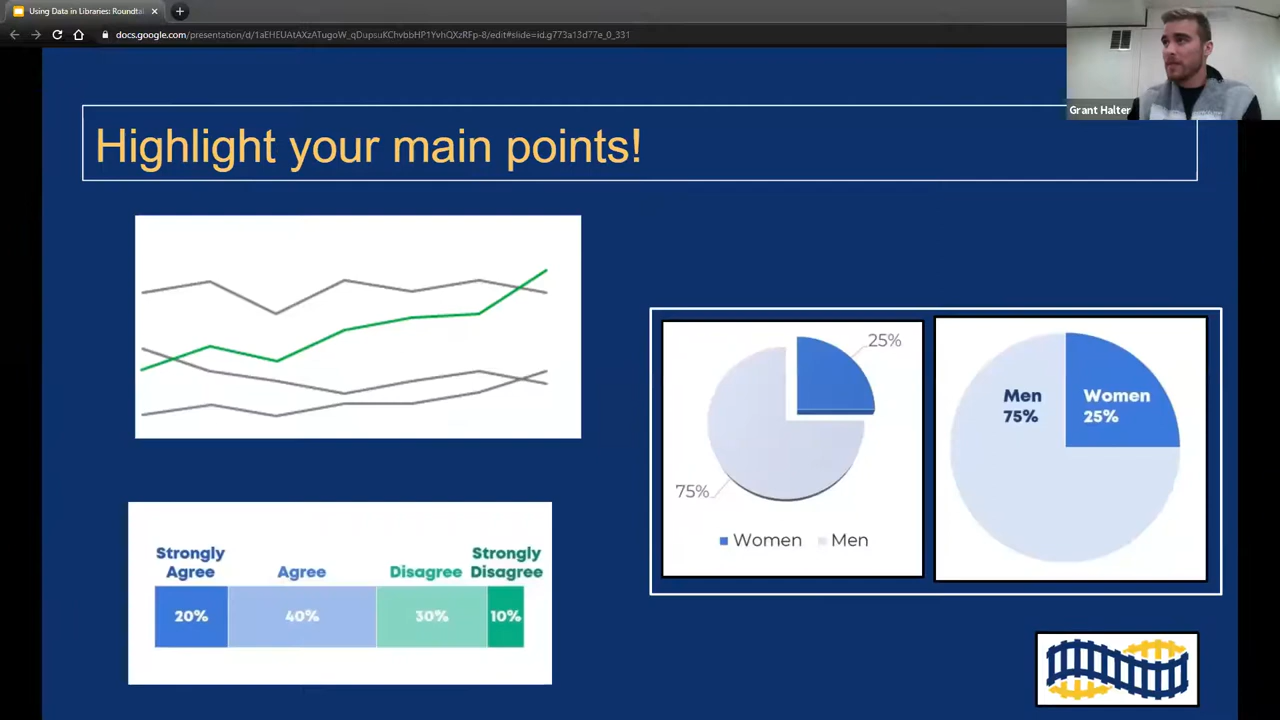 Using Data in Libraries: Roundta
docs.google.com/presentation/d/1aEHEUAtAXzATugoW_qDupsuKChvbbHP1YvhQXzRFp-8/edit#slide=id.g773a13d77e_0_331
Grant Halter
Highlight your main points!
25%
75%
Women
Men
Men
75%
Women
25%
Strongly
Agree
Agree
Disagree
Strongly
Disagree
20%
40%
30%
10%